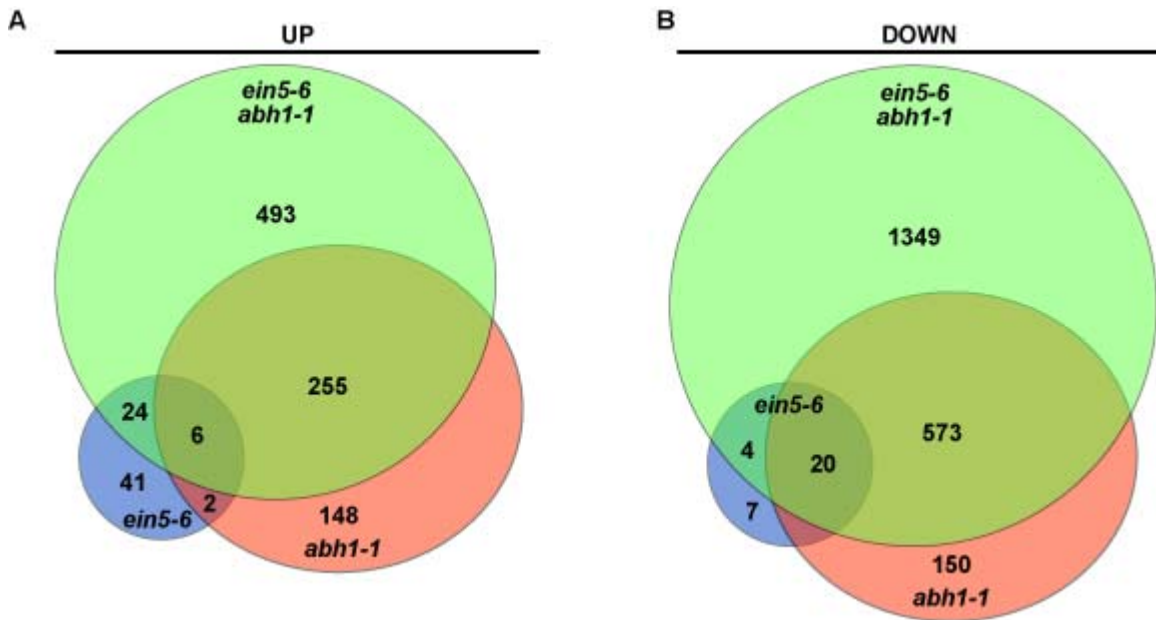 A
UP
ein5-6
abh1-1
493
255
24
6
41
2
ein5-6
148
abh1-1
B
DOWN
ein5-6
abh1-1
1349
ein5-6
573
4
20
7
150
abh1-1